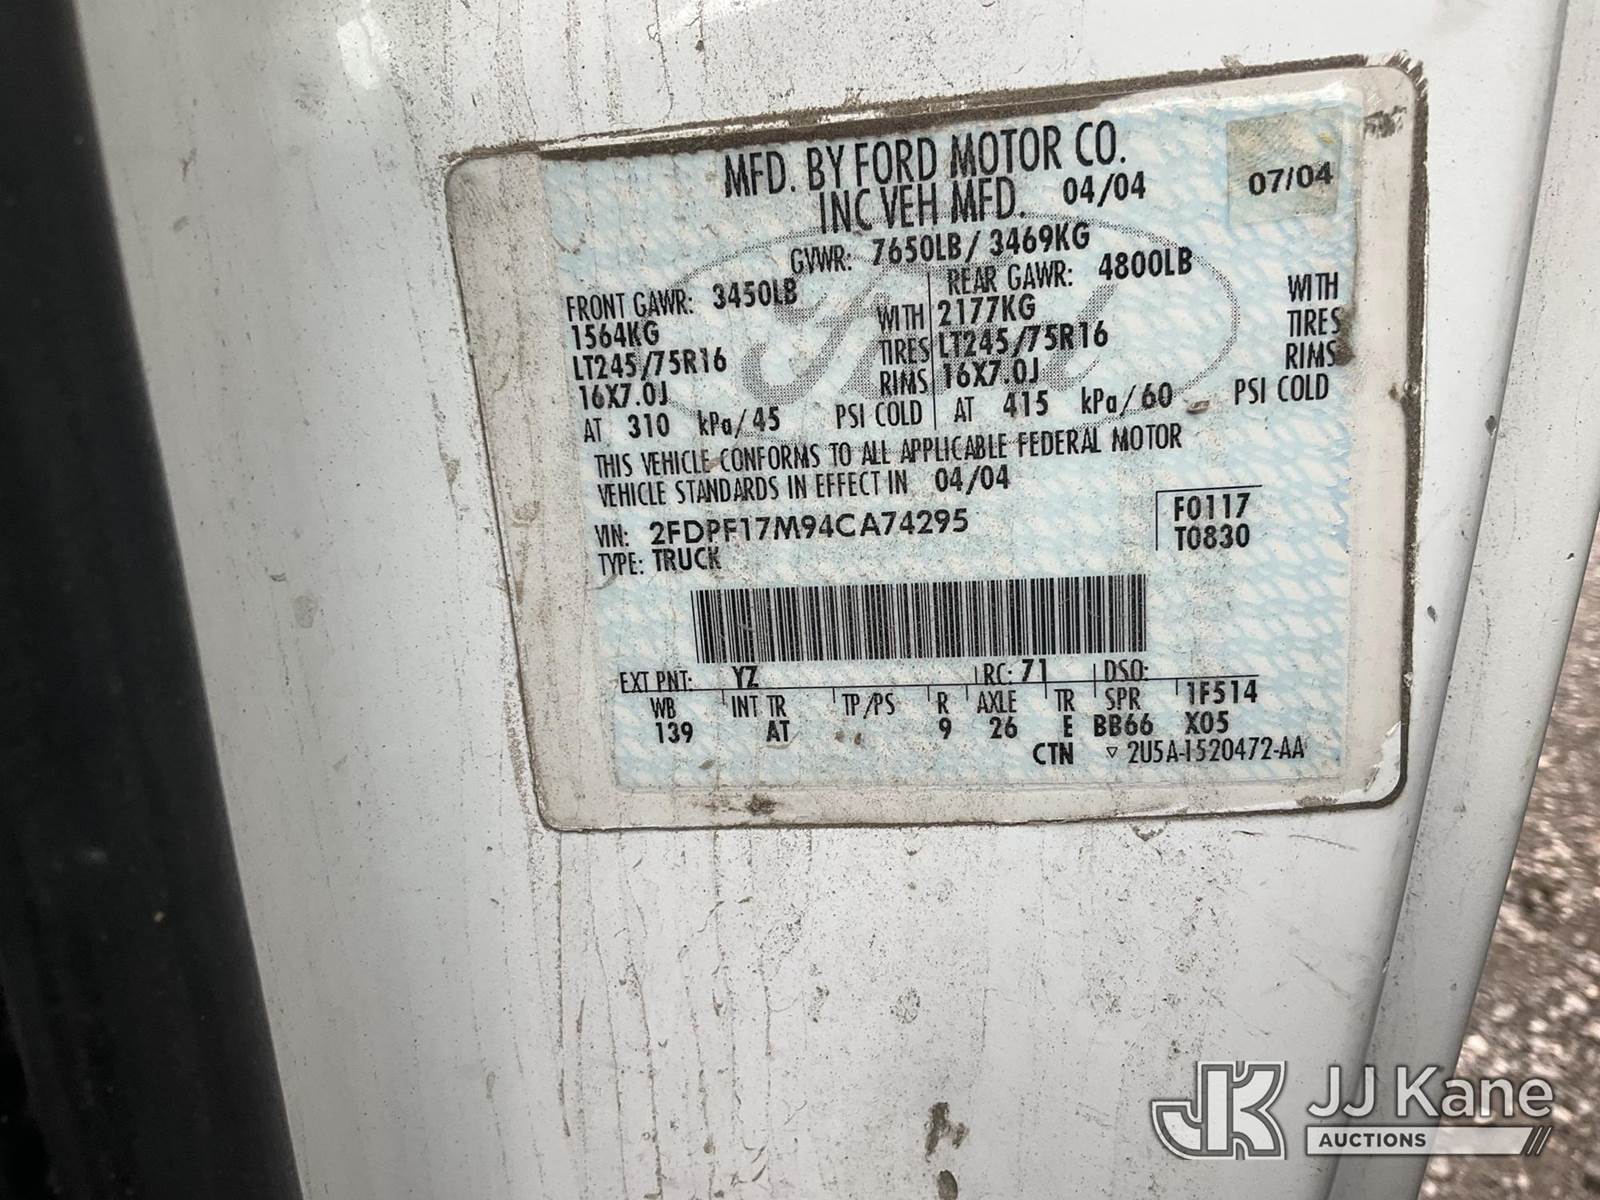 MFD. BY FORD MOTOR CO.
INC VEH MFD. 04/04 07/04
GVWR: 7650LB/ 3469KG
FRONT GAWR: 3450LB
1564KG WITH
LT245/75R16 TIRES
16X7.0J RIMS
AT 310 kPa/45 PSI COLD
REAR GAWR: 4800LB
2177KG WITH
LT245/75R16 TIRES
16X7.0J RIMS
AT 415 kPa/60 PSI COLD
THIS VEHICLE CONFORMS TO ALL APPLICABLE FEDERAL MOTOR
VEHICLE STANDARDS IN EFFECT IN 04/04
VIN: 2FDPF17M94CA74295 F0117
TYPE: TRUCK T0830
EXT PNT: YZ RC: 71 DSO:
WB INT TR TP/PS R AXLE TR SPR 1F514
139 AT 9 26 E BB66 X05
CTN ▽ 2U5A-1520472-AA
JK JJ Kane
AUCTIONS